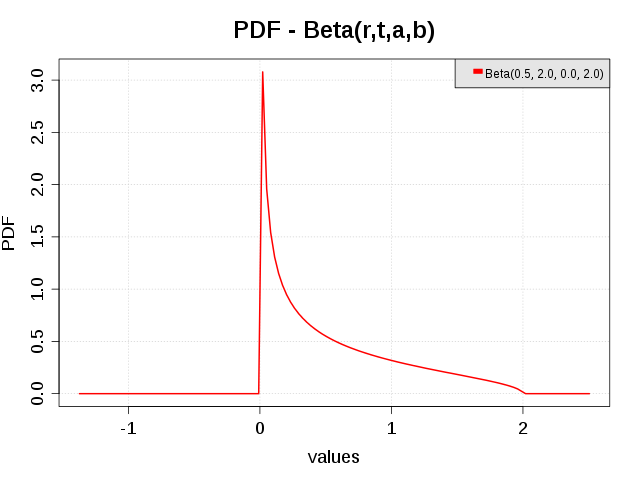 PDF - Beta(r,t,a,b)
Beta(0.5, 2.0, 0.0, 2.0)
PDF
3.0
2.5
2.0
1.5
1.0
0.5
0.0
-1 0 1 2
values